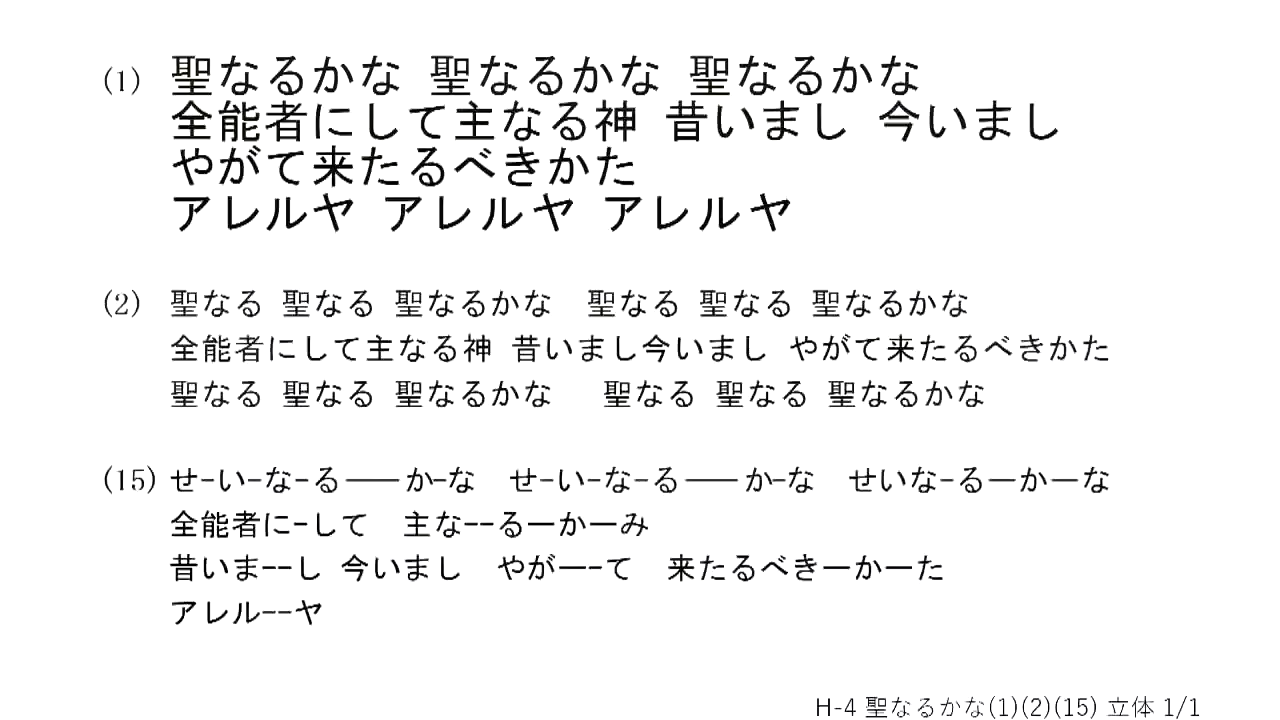 (1) 聖なるかな 聖なるかな 聖なるかな
全能者にして主なる神 昔いまし 今いまし
やがて来たるべきかた
アレルヤ アレルヤ アレルヤ
(2) 聖なる 聖なる 聖なるかな 聖なる 聖なる 聖なるかな
全能者にして主なる神 昔いまし今いまし やがて来たるべきかた
聖なる 聖なる 聖なるかな 聖なる 聖なる 聖なるかな
(15) せ-い-な-る――か-な せ-い-な-る――か-な せいな-るーかーな
全能者に-して 主な--るーかーみ
昔いま--し 今いまし やがー-て 来たるべきーかーた
アレル--ヤ
H-4 聖なるかな(1)(2)(15) 立体 1/1